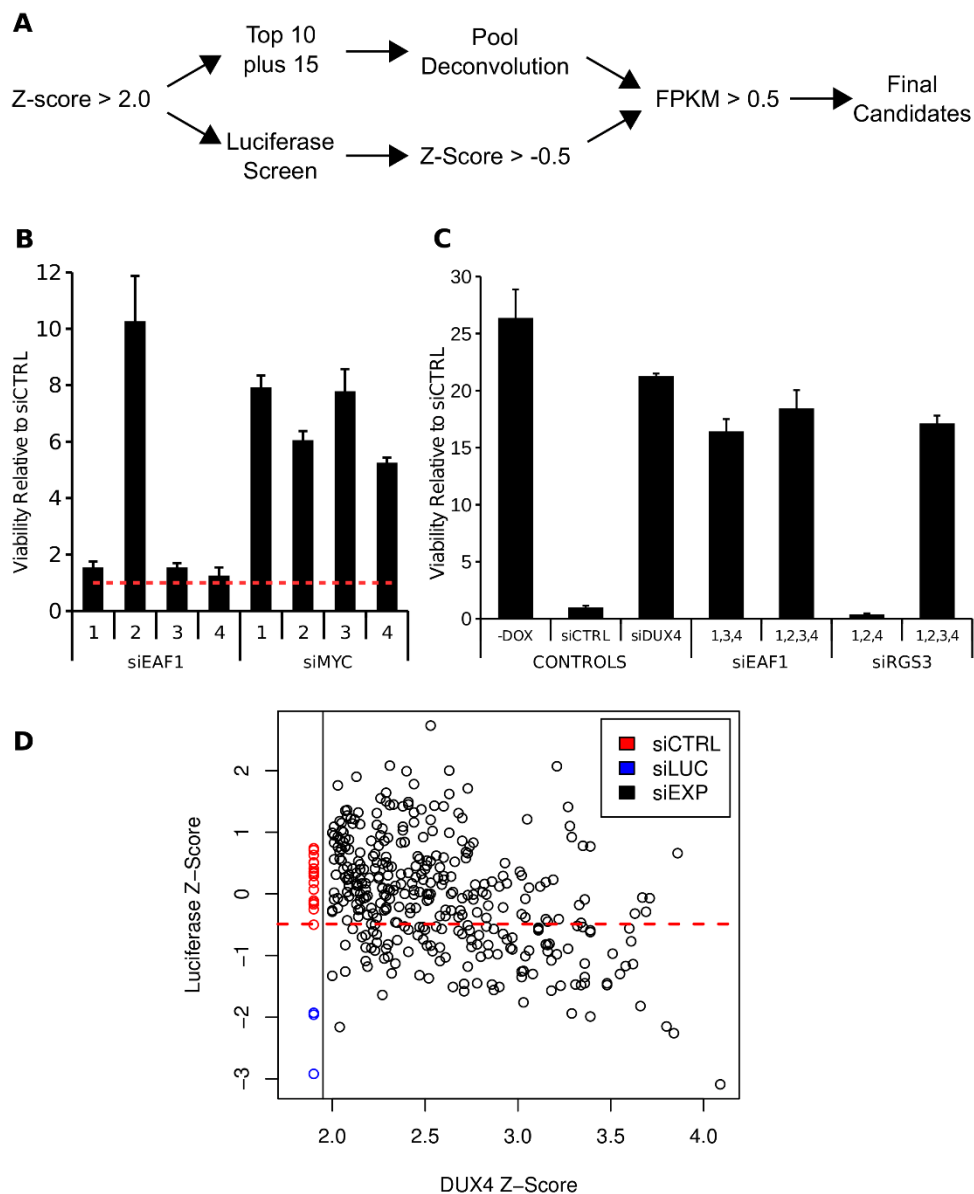 A
Top 10
plus 15
Pool
Deconvolution
Z-score > 2.0
FPKM > 0.5
Final
Candidates
Luciferase
Screen
Z-Score > -0.5
B
Viability Relative to siCTRL
12
10
8
6
4
2
0
1 2 3 4 1 2 3 4
siEAF1 siMYC
C
Viability Relative to siCTRL
30
25
20
15
10
5
0
-DOX siCTRL siDUX4 1,3,4 1,2,3,4 1,2,4 1,2,3,4
CONTROLS siEAF1 siRGS3
D
siCTRL
siLUC
siEXP
Luciferase Z-Score
2
1
0
−1
−2
−3
2.0 2.5 3.0 3.5 4.0
DUX4 Z−Score